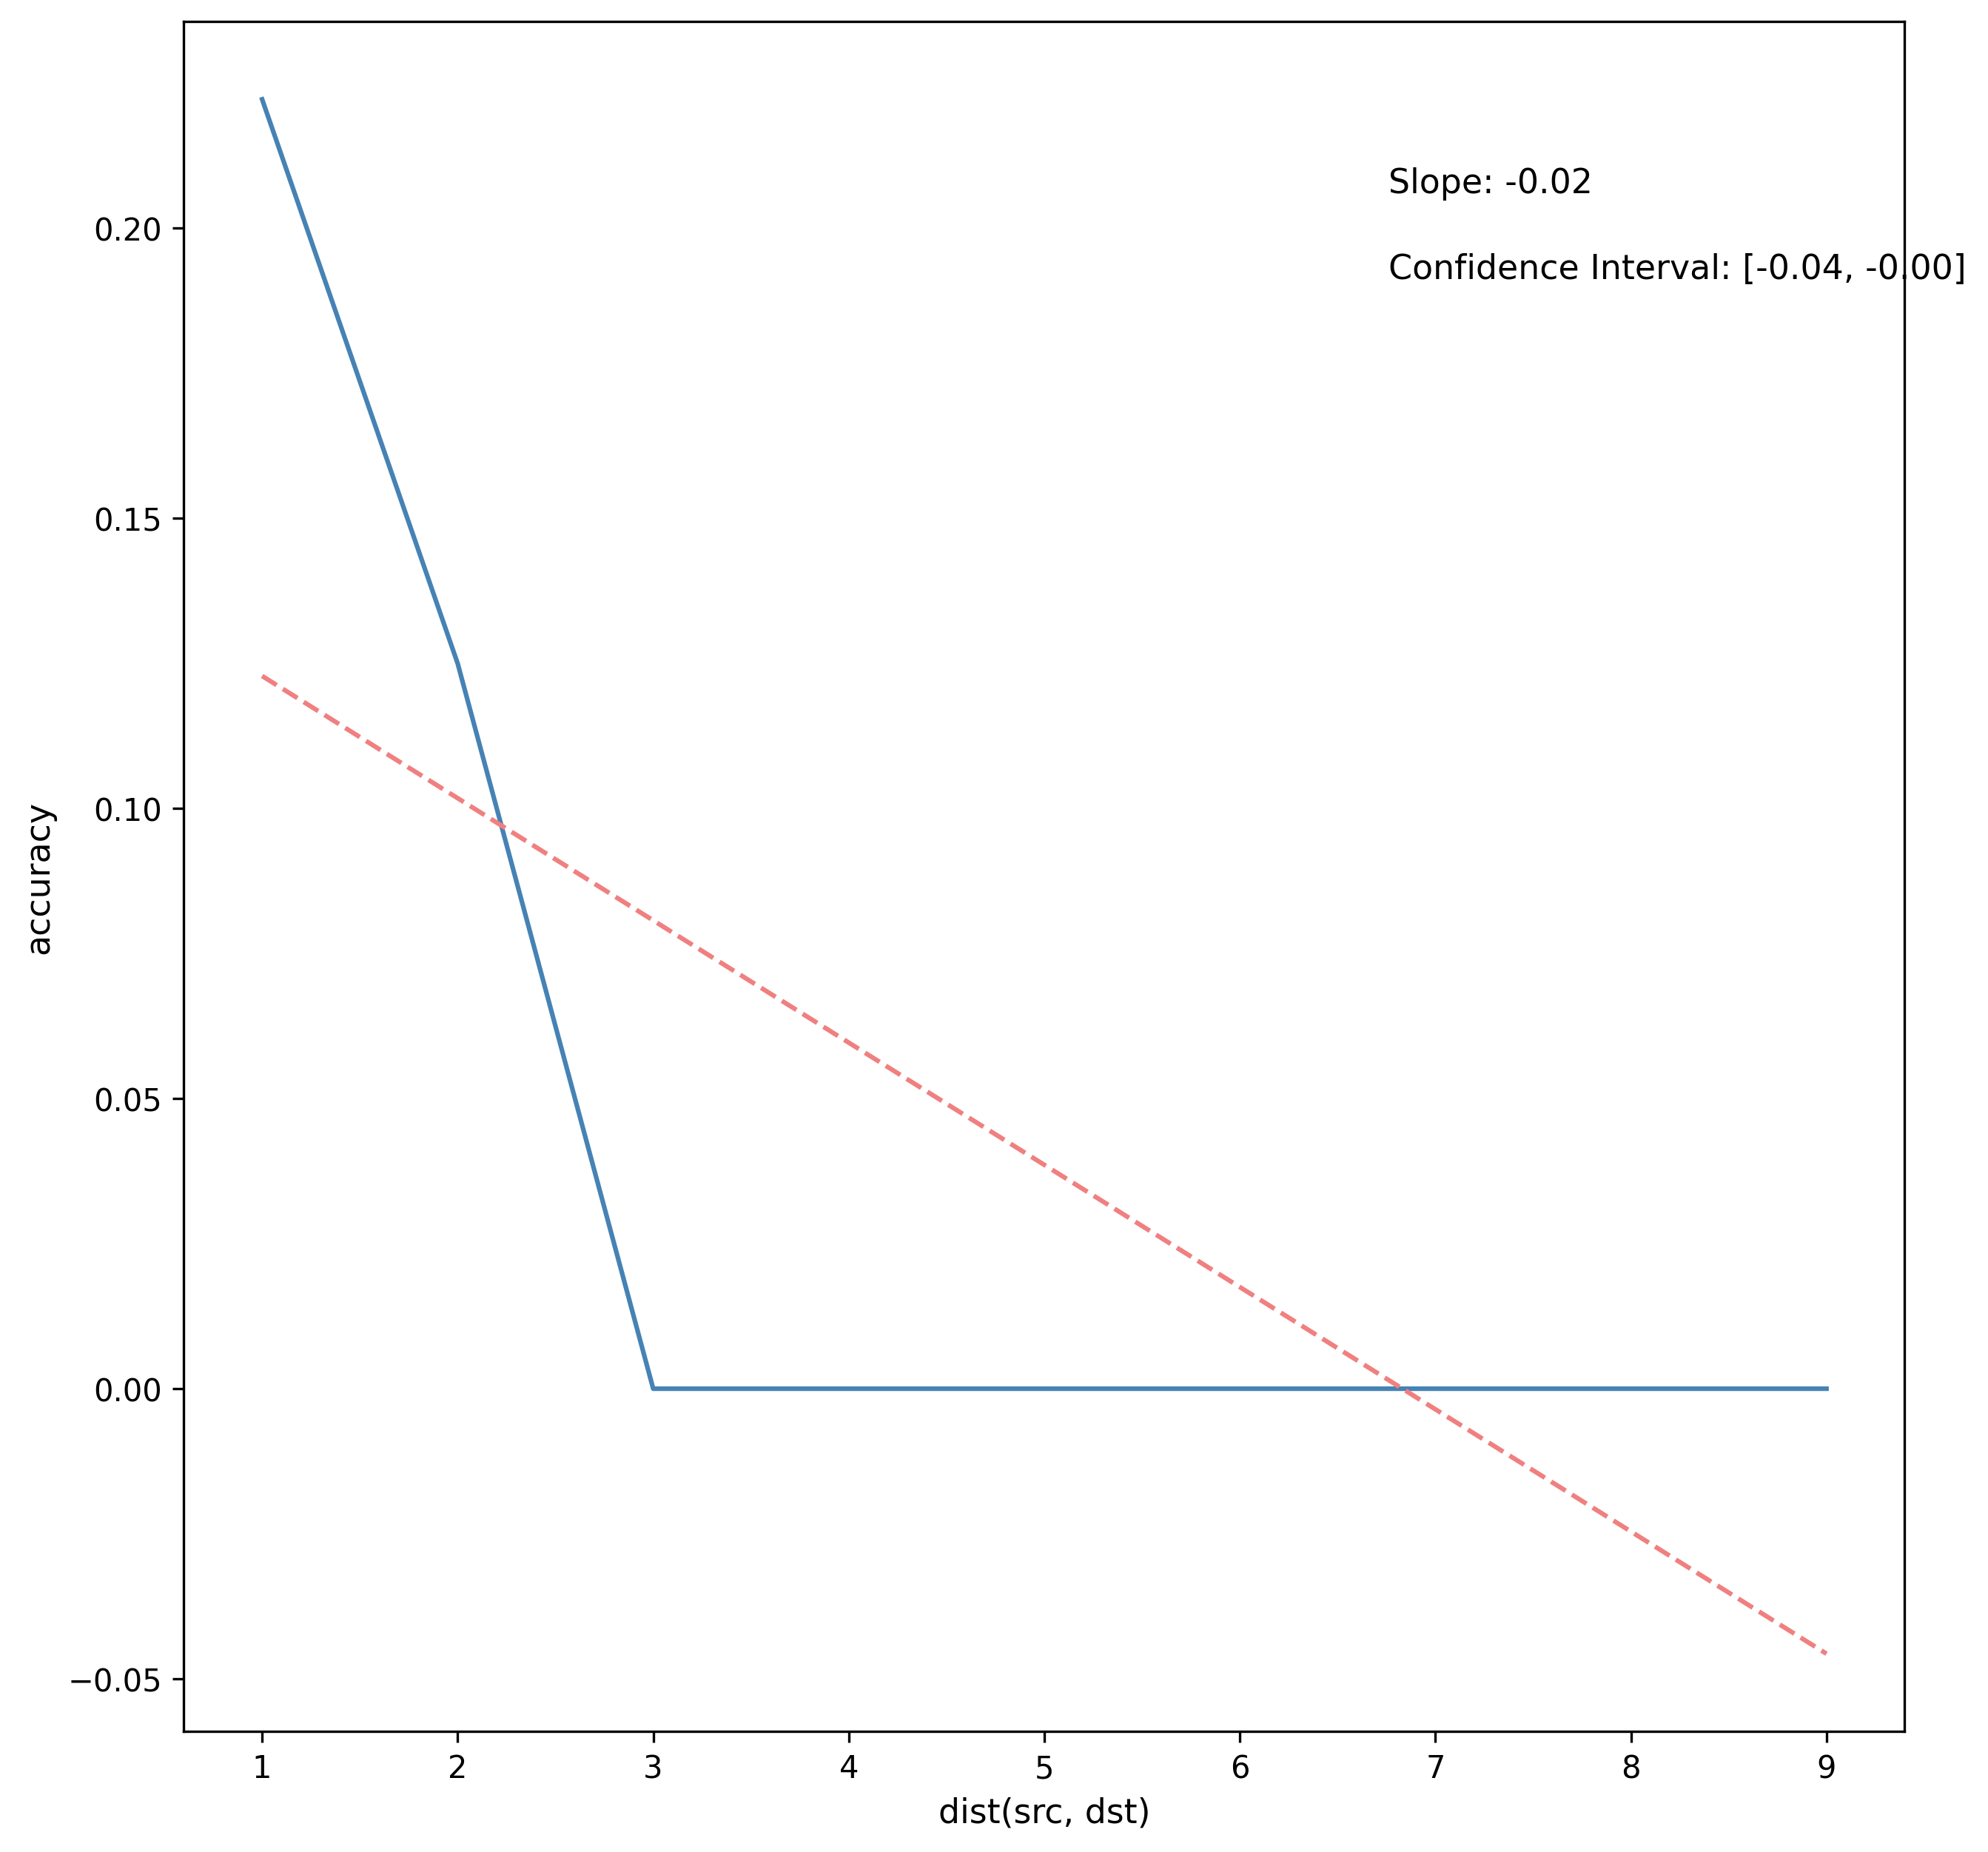 Slope: -0.02
Confidence Interval: [-0.04, -0.00]
0.20
0.15
0.10
0.05
0.00
−0.05
accuracy
1 2 3 4 5 6 7 8 9
dist(src, dst)